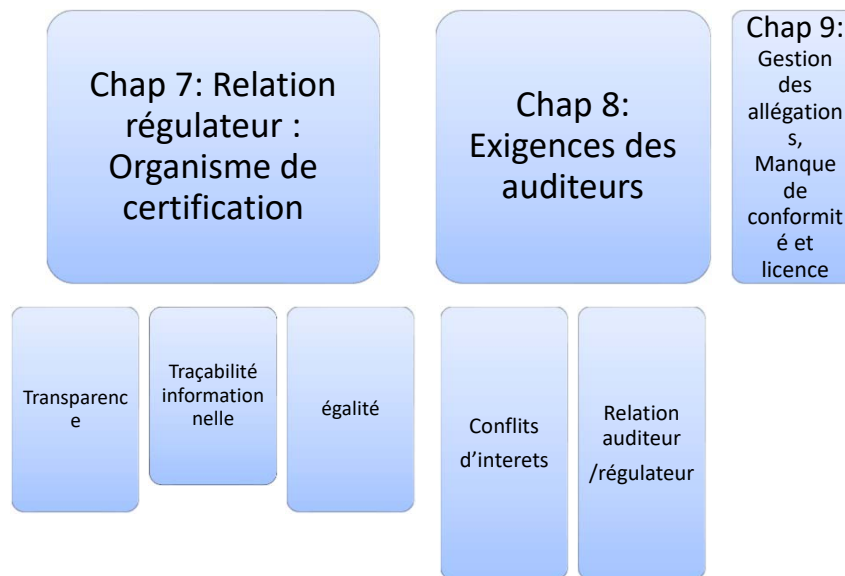 Chap 7: Relation
régulateur :
Organisme de
certification
Chap 8:
Exigences des
auditeurs
Chap 9:
Gestion
des
allégation
s,
Manque
de
conformit
é et
licence
Transparenc
e
Traçabilité
information
nelle
égalité
Conflits
d’interets
Relation
auditeur
/régulateur